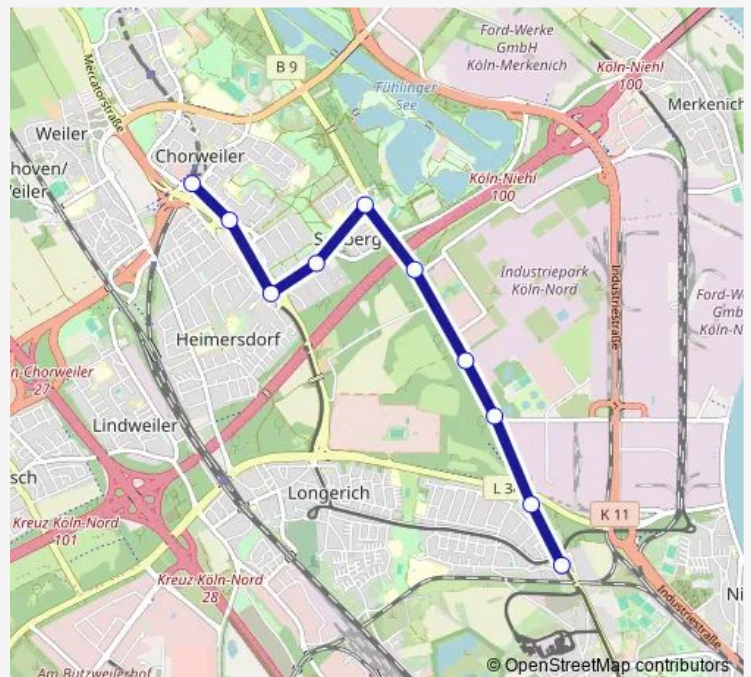 Ford-Werke
GmbH
Köln-Merkenich
Mercatorstraße
B 9
Köln-Niehl
100
Fühlinger
See
Merkenich
Weiler
Chorweiler
hoven/
eiler
Köln-Niehl
100
berg
Industriepark
Köln-Nord
Industriestraße
Ford-W
Gmb
Köln-N
Heimersdorf
n-Chorweiler
27
Lindweiler
sch
Longerich
L 3
K 11
Kreuz Köln-Nord
101
Kreuz Köln-Nord
28
Ni
Industriestraße
Am Butzweilerhof
© OpenStreetMap contributors